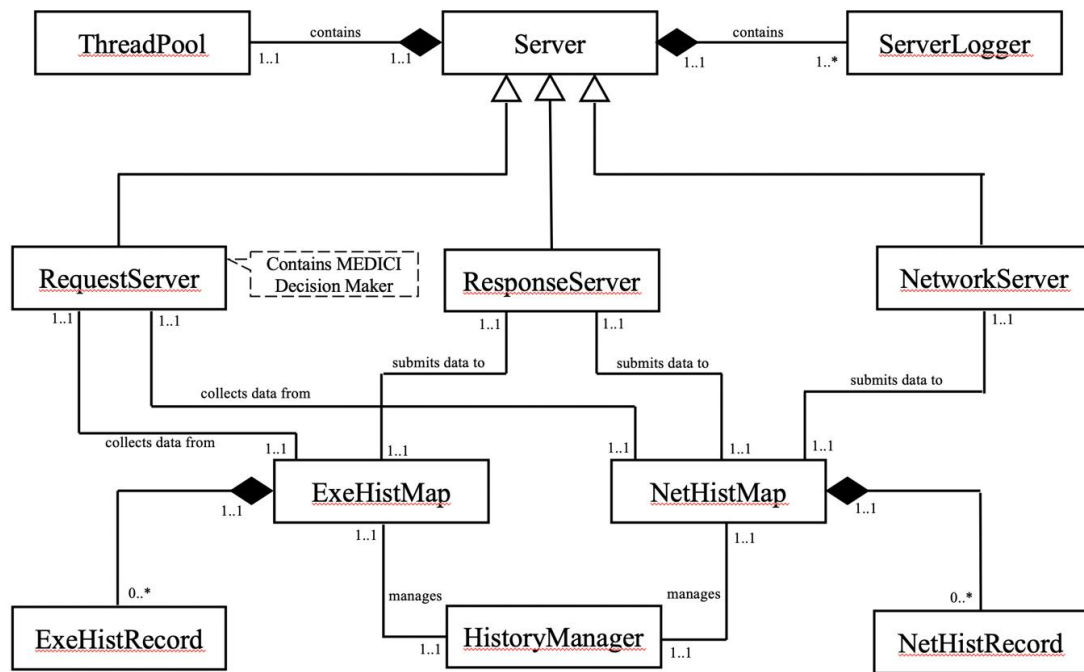 ThreadPool
contains
Server
contains
ServerLogger
1..1
1..1
1..1
1..*
RequestServer
Contains MEDICI
Decision Maker
ResponseServer
NetworkServer
1..1
1..1
1..1
1..1
1..1
submits data to
submits data to
submits data to
collects data from
collects data from
1..1
1..1
1..1
1..1
1..1
ExeHistMap
NetHistMap
1..1
1..1
1..1
1..1
0..*
manages
manages
0..*
ExeHistRecord
1..1
HistoryManager
1..1
NetHistRecord